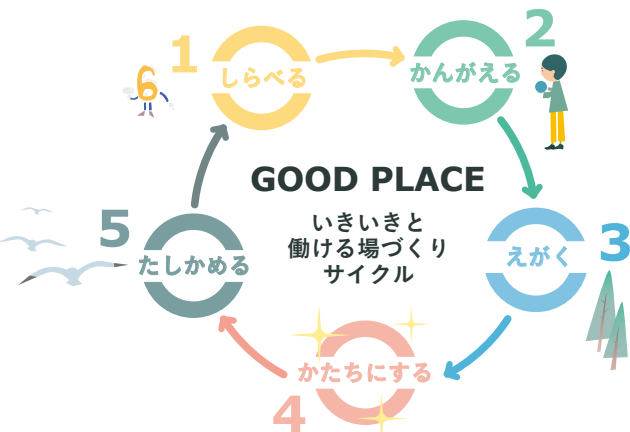 1
しらべる
2
かんがえる
6
GOOD PLACE
いきいきと
働ける場づくり
サイクル
3
えがく
5
たしかめる
かたちにする
4